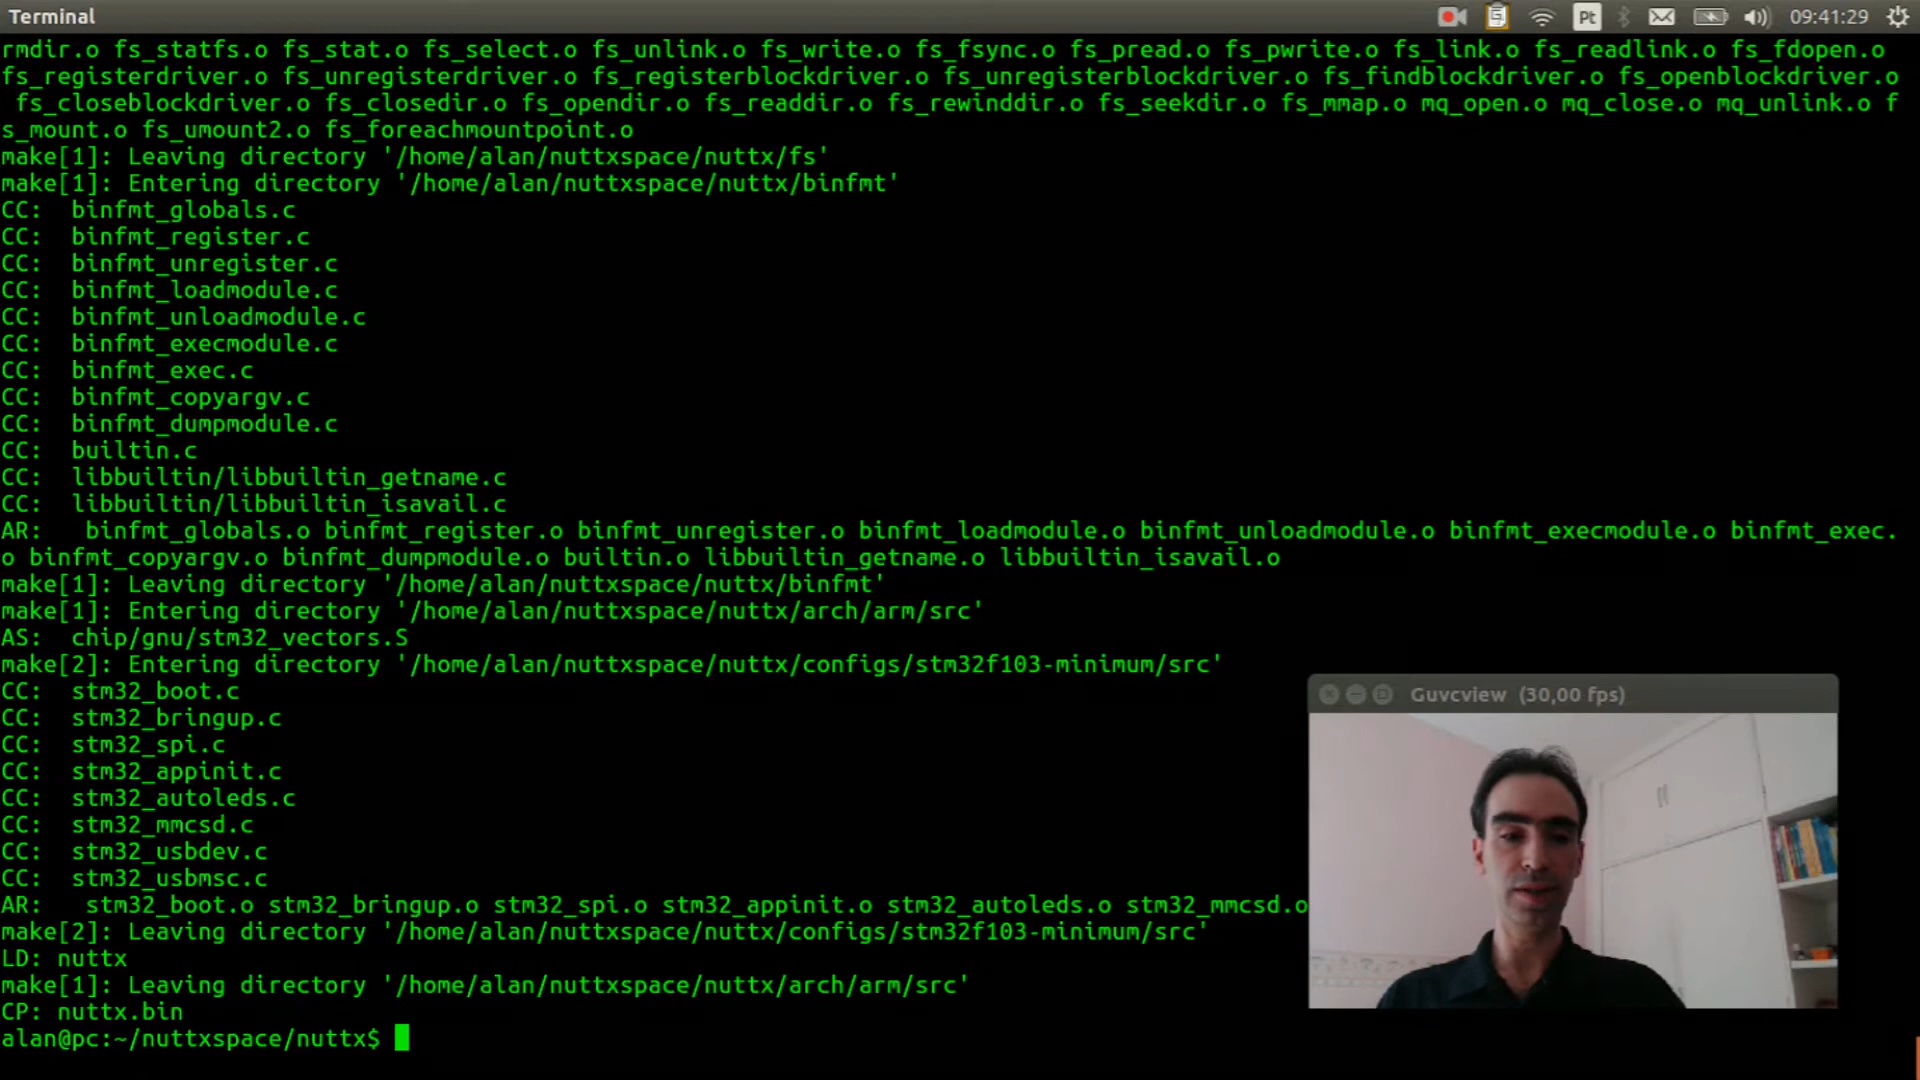 Terminal
Pt
09:41:29
rmdir.o fs_statfs.o fs_stat.o fs_select.o fs_unlink.o fs_write.o fs_fsync.o fs_pread.o fs_pwrite.o fs_link.o fs_readlink.o fs_fdopen.o
fs_registerdriver.o fs_unregisterdriver.o fs_registerblockdriver.o fs_unregisterblockdriver.o fs_findblockdriver.o fs_openblockdriver.o
fs_closeblockdriver.o fs_closedir.o fs_opendir.o fs_readdir.o fs_rewinddir.o fs_seekdir.o fs_mmap.o mq_open.o mq_close.o mq_unlink.o f
s_mount.o fs_umount2.o fs_foreachmountpoint.o
make[1]: Leaving directory '/home/alan/nuttxspace/nuttx/fs'
make[1]: Entering directory '/home/alan/nuttxspace/nuttx/binfmt'
CC:  binfmt_globals.c
CC:  binfmt_register.c
CC:  binfmt_unregister.c
CC:  binfmt_loadmodule.c
CC:  binfmt_unloadmodule.c
CC:  binfmt_execmodule.c
CC:  binfmt_exec.c
CC:  binfmt_copyargv.c
CC:  binfmt_dumpmodule.c
CC:  builtin.c
CC:  libbuiltin/libbuiltin_getname.c
CC:  libbuiltin/libbuiltin_isavail.c
AR:   binfmt_globals.o binfmt_register.o binfmt_unregister.o binfmt_loadmodule.o binfmt_unloadmodule.o binfmt_execmodule.o binfmt_exec.
o binfmt_copyargv.o binfmt_dumpmodule.o builtin.o libbuiltin_getname.o libbuiltin_isavail.o
make[1]: Leaving directory '/home/alan/nuttxspace/nuttx/binfmt'
make[1]: Entering directory '/home/alan/nuttxspace/nuttx/arch/arm/src'
AS:  chip/gnu/stm32_vectors.S
make[2]: Entering directory '/home/alan/nuttxspace/nuttx/configs/stm32f103-minimum/src'
CC:  stm32_boot.c
CC:  stm32_bringup.c
CC:  stm32_spi.c
CC:  stm32_appinit.c
CC:  stm32_autoleds.c
CC:  stm32_mmcsd.c
CC:  stm32_usbdev.c
CC:  stm32_usbmsc.c
AR:   stm32_boot.o stm32_bringup.o stm32_spi.o stm32_appinit.o stm32_autoleds.o stm32_mmcsd.o
make[2]: Leaving directory '/home/alan/nuttxspace/nuttx/configs/stm32f103-minimum/src'
LD: nuttx
make[1]: Leaving directory '/home/alan/nuttxspace/nuttx/arch/arm/src'
CP: nuttx.bin
alan@pc:~/nuttxspace/nuttx$
Guvcview (30,00 fps)